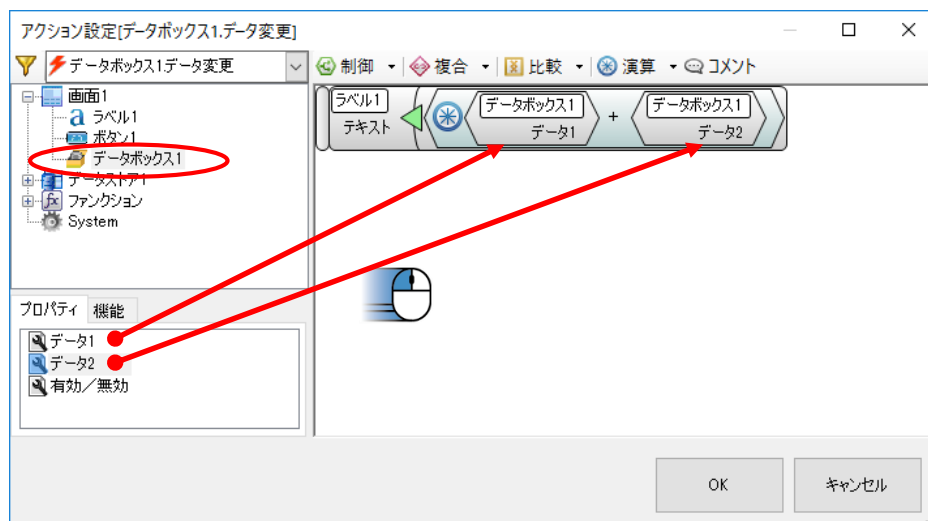 アクション設定[データボックス1.データ変更]
データボックス1.データ変更
制御 複合 比較 演算 コメント
画面1
ラベル1
ボタン1
データボックス1
データストア1
ファンクション
System
ラベル1
テキスト
データボックス1
データ1
+
データボックス1
データ2
プロパティ 機能
データ1
データ2
有効/無効
OK
キャンセル